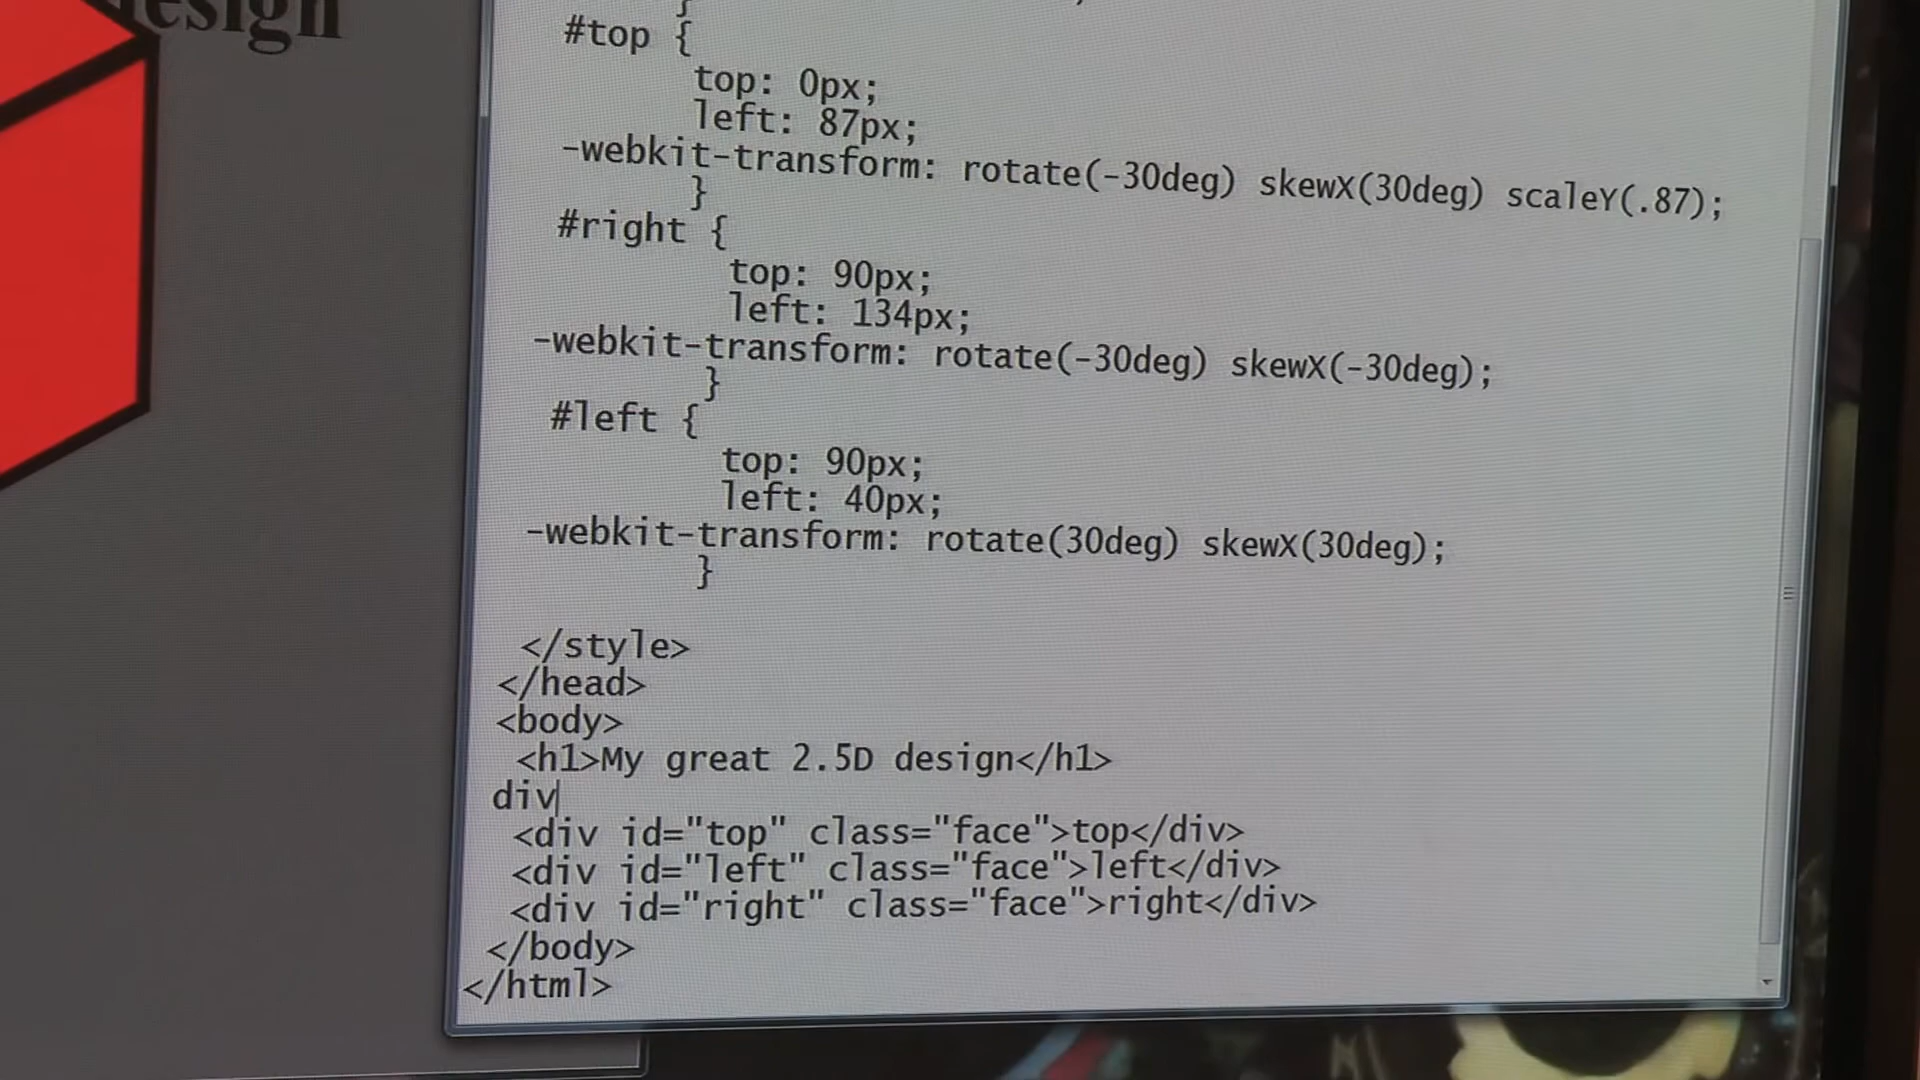 design
#top {
top: 0px;
left: 87px;
-webkit-transform: rotate(-30deg) skewX(30deg) scaleY(.87);
}
#right {
top: 90px;
left: 134px;
-webkit-transform: rotate(-30deg) skewX(-30deg);
}
#left {
top: 90px;
left: 40px;
-webkit-transform: rotate(30deg) skewX(30deg);
}
</style>
</head>
<body>
<h1>My great 2.5D design</h1>
div
<div id="top" class="face">top</div>
<div id="left" class="face">left</div>
<div id="right" class="face">right</div>
</body>
</html>